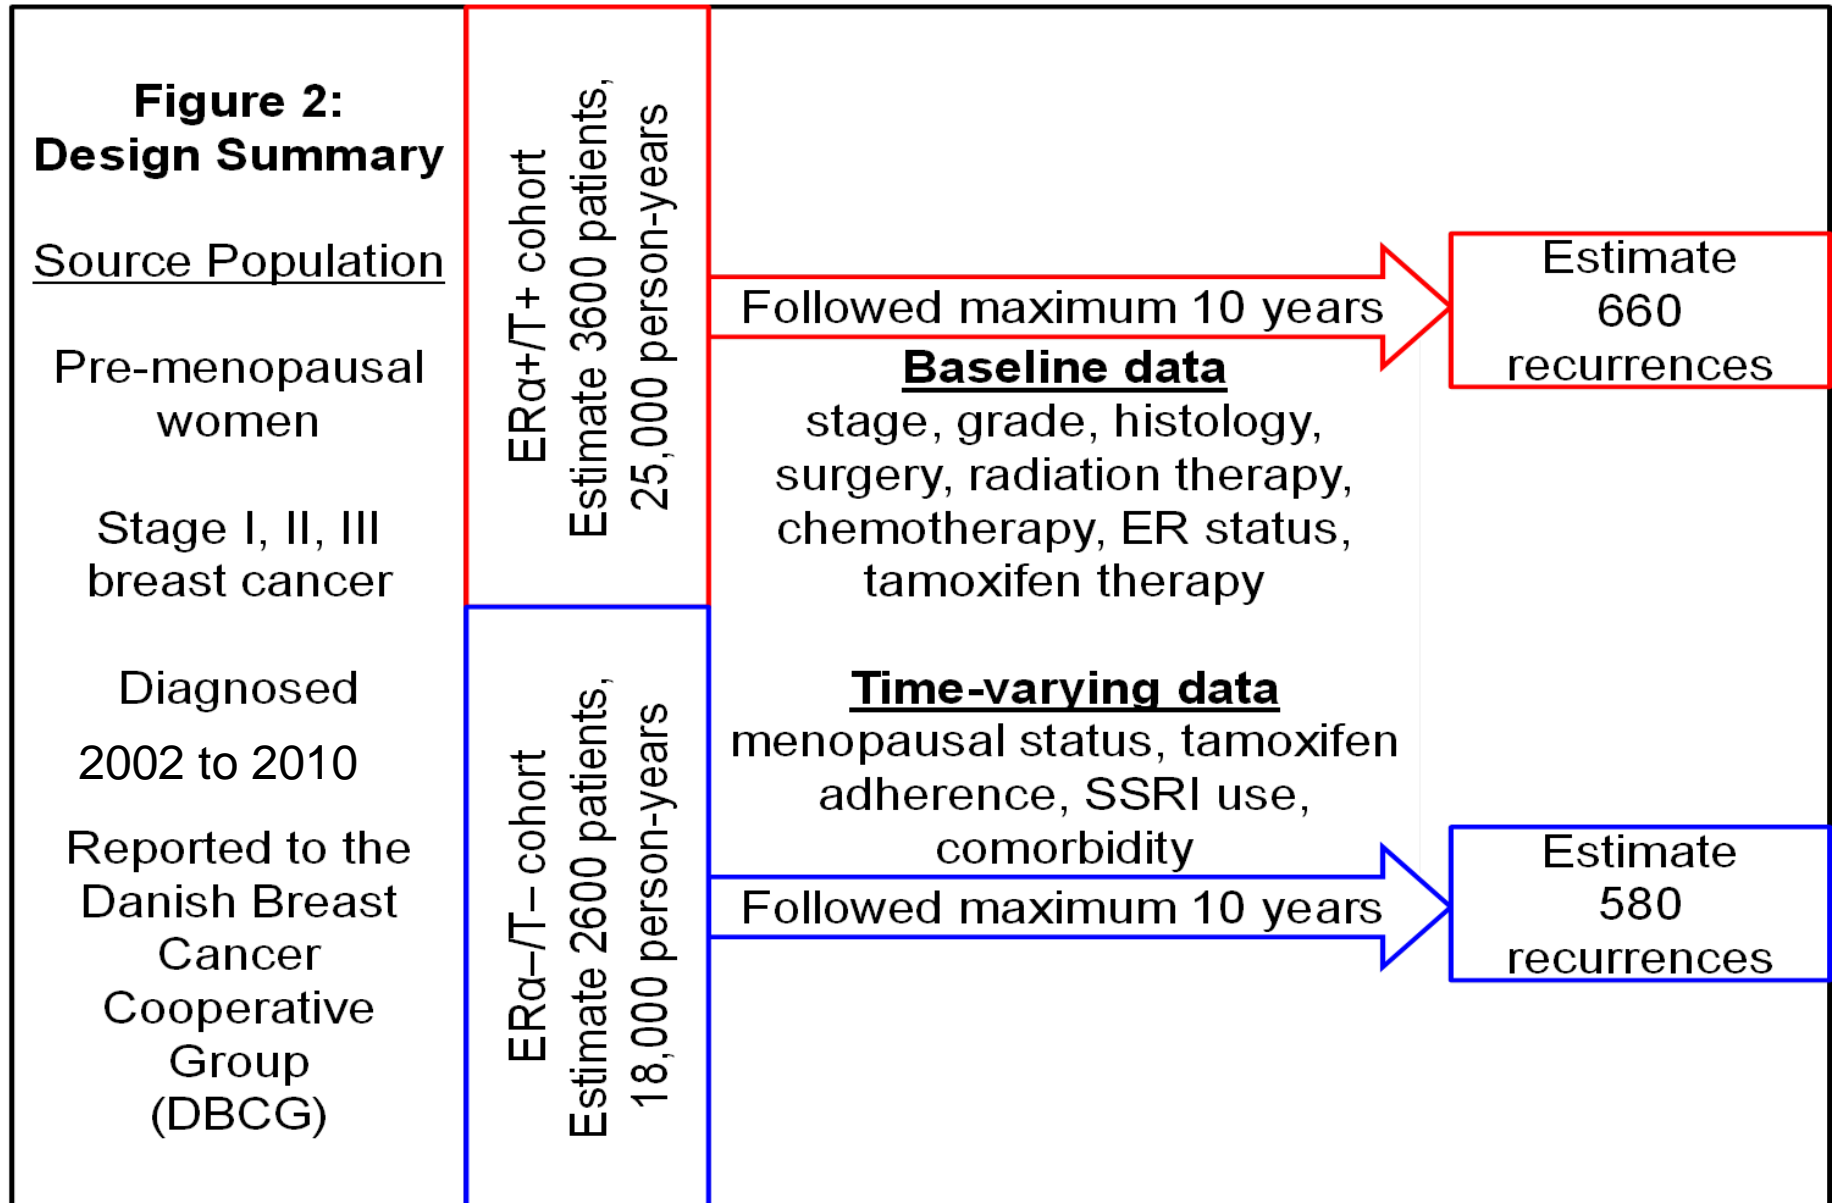 Figure 2:
Design Summary
Source Population
Pre-menopausal
women
Stage I, II, III
breast cancer
Diagnosed
2002 to 2010
Reported to the
Danish Breast
Cancer
Cooperative
Group
(DBCG)
ERα+/T+ cohort
Estimate 3600 patients,
25,000 person-years
ERα–/T– cohort
Estimate 2600 patients,
18,000 person-years
Followed maximum 10 years
Baseline data
stage, grade, histology,
surgery, radiation therapy,
chemotherapy, ER status,
tamoxifen therapy
Time-varying data
menopausal status, tamoxifen
adherence, SSRI use,
comorbidity
Followed maximum 10 years
Estimate
660
recurrences
Estimate
580
recurrences